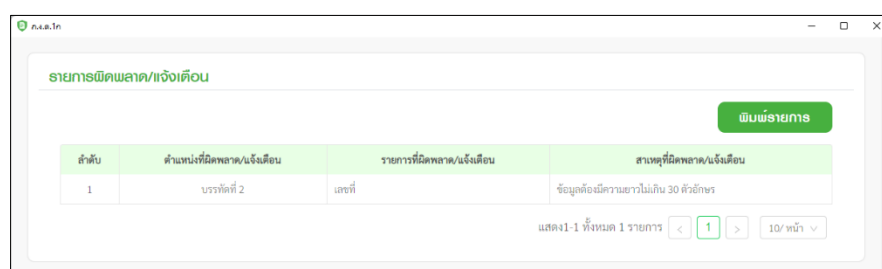 ภ.ง.ด.1ก
รายการผิดพลาด/แจ้งเตือน
พิมพ์รายการ
ลำดับ ตำแหน่งที่ผิดพลาด/แจ้งเตือน รายการที่ผิดพลาด/แจ้งเตือน สาเหตุที่ผิดพลาด/แจ้งเตือน
1 บรรทัดที่ 2 เลขที่ ข้อมูลต้องมีความยาวไม่เกิน 30 ตัวอักษร
แสดง1-1 ทั้งหมด 1 รายการ < 1 > 10/ หน้า